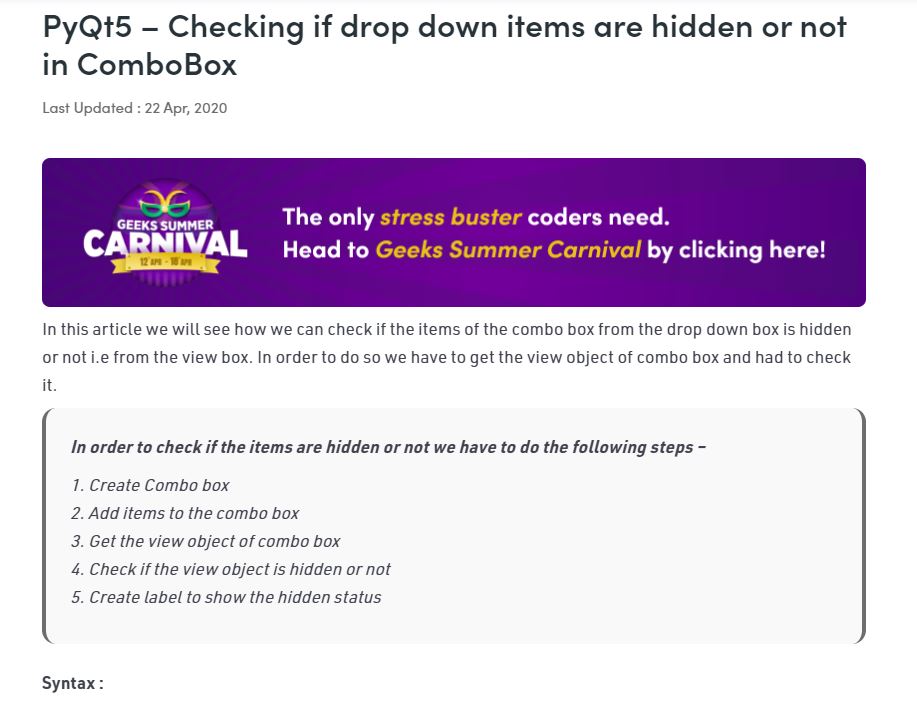 PyQt5 – Checking if drop down items are hidden or not
in ComboBox
Last Updated : 22 Apr, 2020
GEEKS SUMMER
CARNIVAL
12 APR - 18 APR
The only stress buster coders need.
Head to Geeks Summer Carnival by clicking here!
In this article we will see how we can check if the items of the combo box from the drop down box is hidden
or not i.e from the view box. In order to do so we have to get the view object of combo box and had to check
it.
In order to check if the items are hidden or not we have to do the following steps –
1. Create Combo box
2. Add items to the combo box
3. Get the view object of combo box
4. Check if the view object is hidden or not
5. Create label to show the hidden status
Syntax :